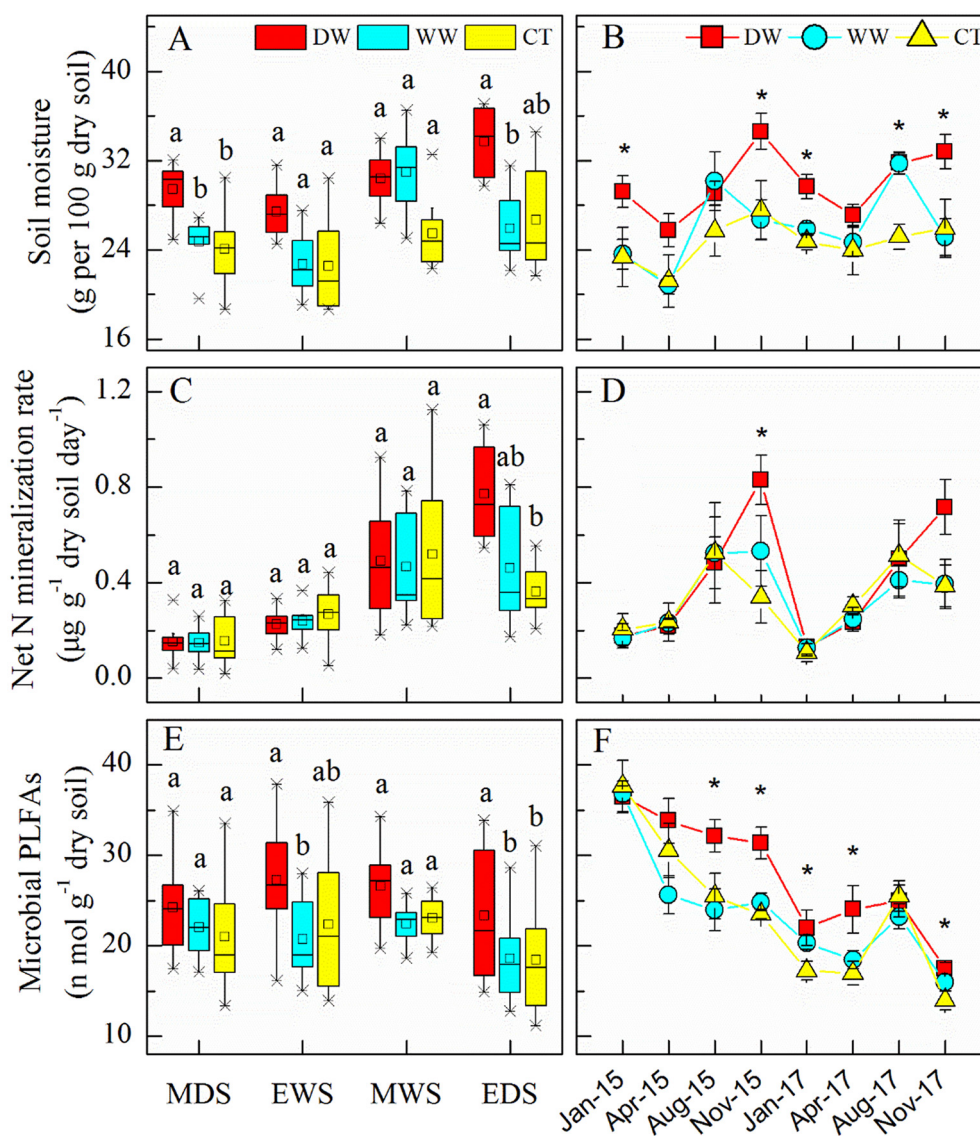 A DW WW CT
B DW WW CT
Soil moisture
(g per 100 g dry soil)
40
32
24
16
a b b
a a a
a a a
a b ab
* * * * *
C
D
Net N mineralization rate
(μg g-1 dry soil day-1)
1.2
0.8
0.4
0.0
a a a
a a a
a a a
a ab b
*
E
F
Microbial PLFAs
(n mol g-1 dry soil)
40
30
20
10
a a a
a b ab
a a a
a b b
* * * * *
MDS EWS MWS EDS
Jan-15 Apr-15 Aug-15 Nov-15 Jan-17 Apr-17 Aug-17 Nov-17